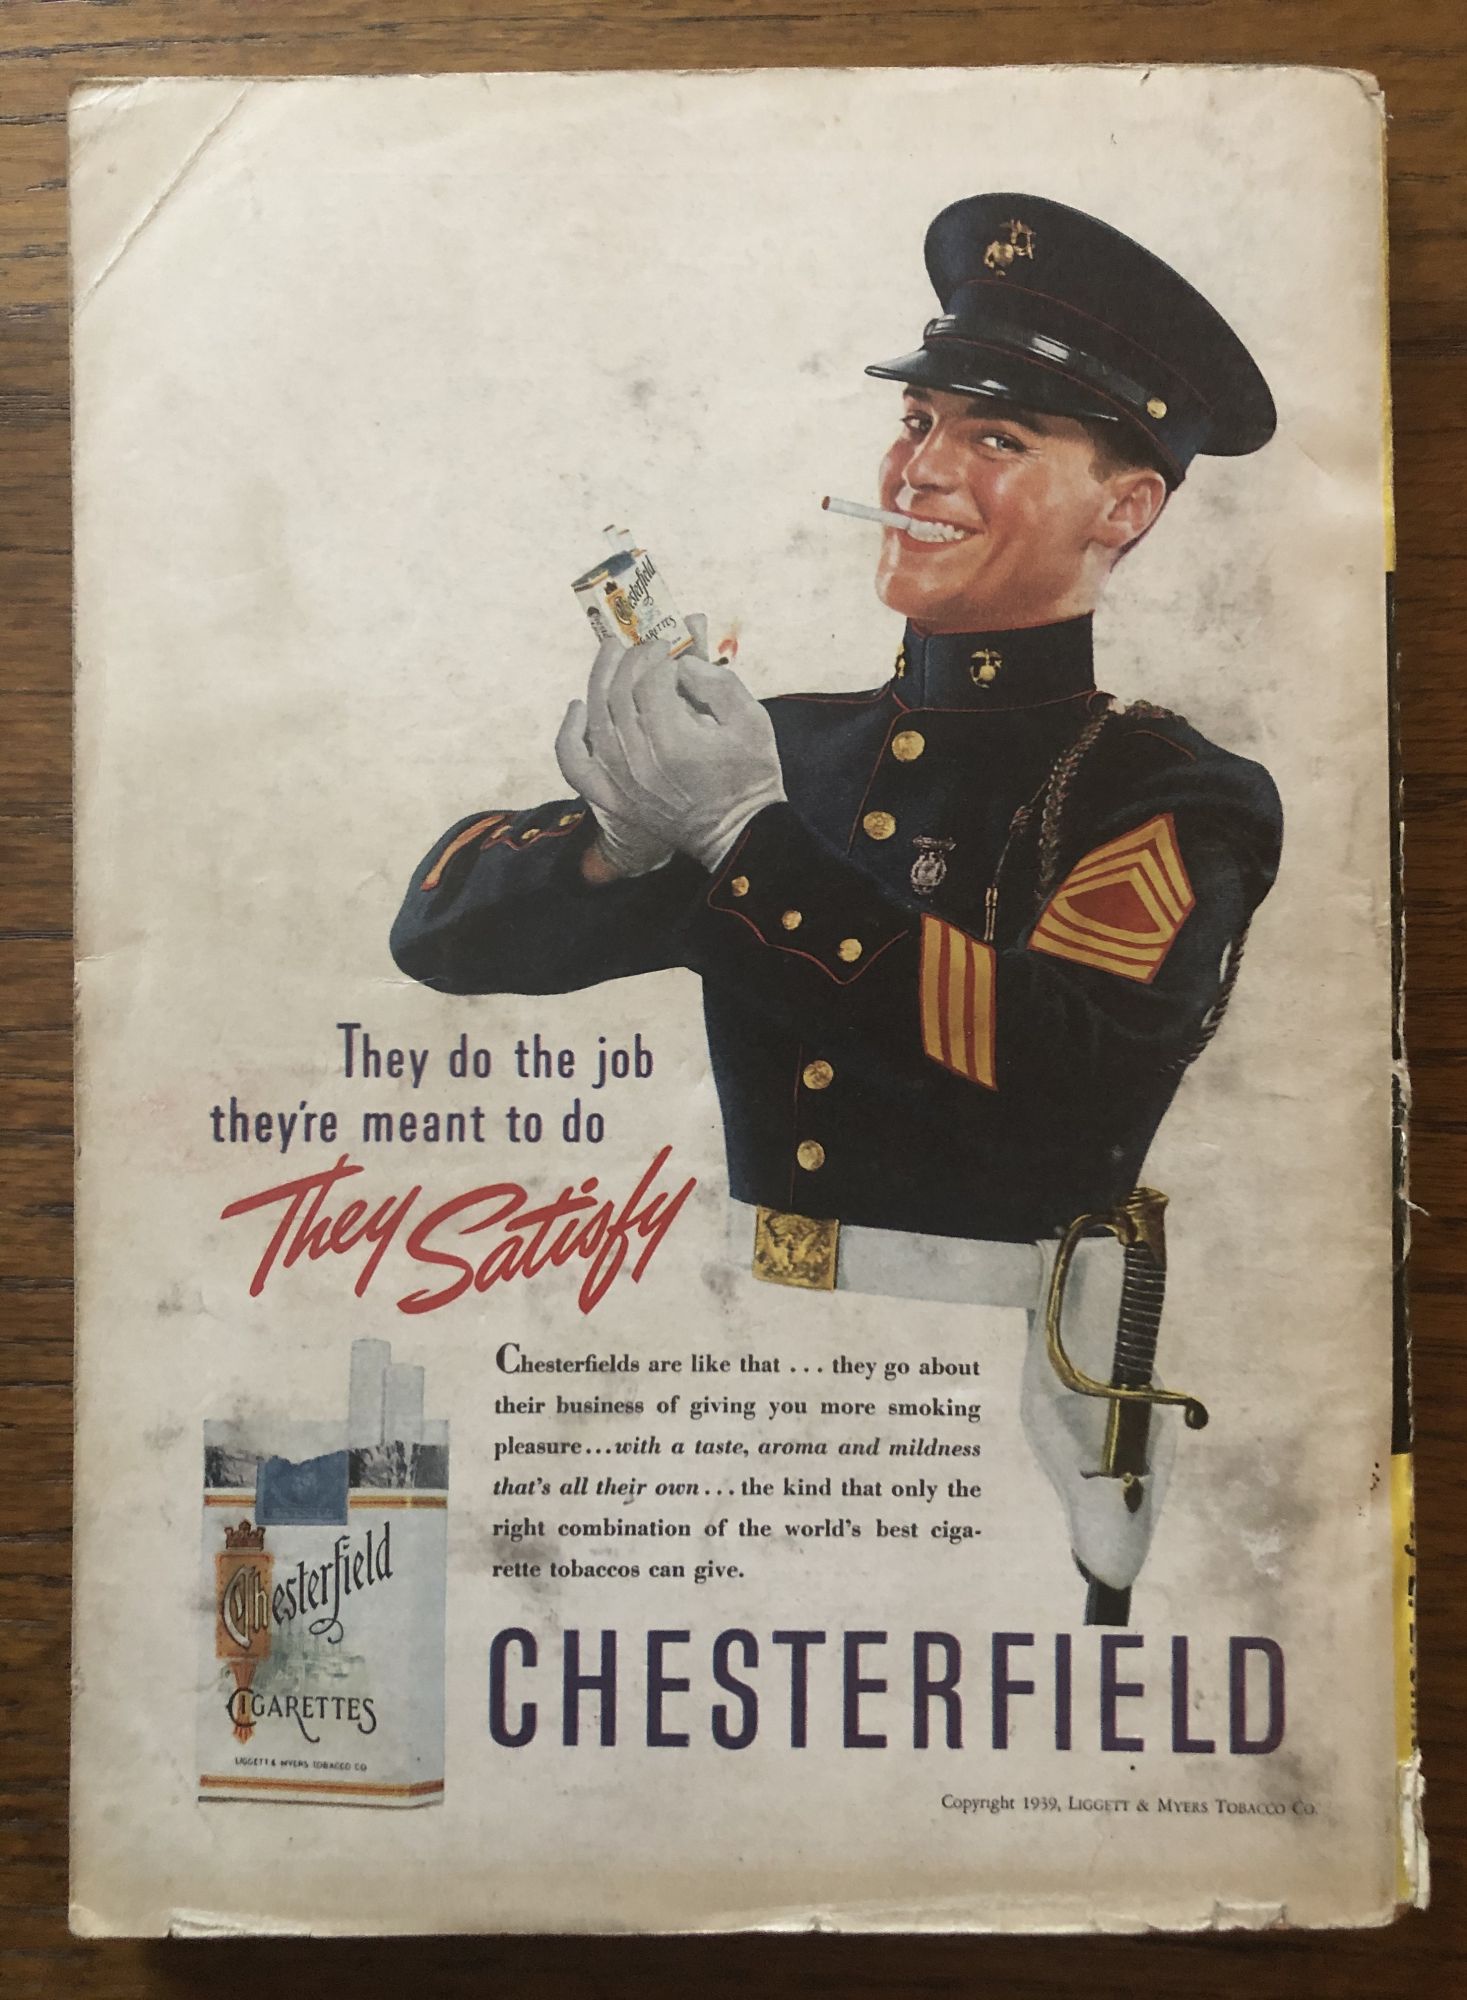 Chesterfield
CIGARETTES
They do the job
they're meant to do
They Satisfy
Chesterfields are like that . . . they go about
their business of giving you more smoking
pleasure...with a taste, aroma and mildness
that's all their own... the kind that only the
right combination of the world's best ciga-
rette tobaccos can give.
Chesterfield
CIGARETTES
LIGGETT & MYERS TOBACCO CO
CHESTERFIELD
Copyright 1939, LIGGETT & MYERS TOBACCO CO.